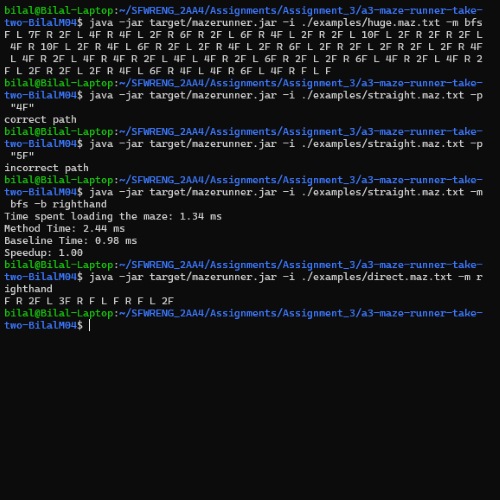 bilal@Bilal-Laptop:~/SFWRENG_2AA4/Assignments/Assignment_3/a3-maze-runner-take-
two-BilalM04$ java -jar target/mazerunner.jar -i ./examples/huge.maz.txt -m bfs
F L 7F R 2F L 4F R 4F L 2F R 6F R 2F L 6F R 4F L 2F R 2F L 10F L 2F R 2F R 2F L
4F R 10F L 2F R 4F L 6F R 2F L 2F R 4F L 2F R 6F L 2F R 2F L 2F R 2F L 2F R 4F
L 4F R 2F L 4F R 4F R 2F L 4F L 4F R 2F L 6F R 2F L 2F R 6F L 4F R 2F L 4F R 2
F L 2F R 2F L 2F R 4F L 6F R 4F L 4F R 6F L 4F R F L F
bilal@Bilal-Laptop:~/SFWRENG_2AA4/Assignments/Assignment_3/a3-maze-runner-take-
two-BilalM04$ java -jar target/mazerunner.jar -i ./examples/straight.maz.txt -p
"4F"
correct path
bilal@Bilal-Laptop:~/SFWRENG_2AA4/Assignments/Assignment_3/a3-maze-runner-take-
two-BilalM04$ java -jar target/mazerunner.jar -i ./examples/straight.maz.txt -p
"5F"
incorrect path
bilal@Bilal-Laptop:~/SFWRENG_2AA4/Assignments/Assignment_3/a3-maze-runner-take-
two-BilalM04$ java -jar target/mazerunner.jar -i ./examples/straight.maz.txt -m
bfs -b righthand
Time spent loading the maze: 1.34 ms
Method Time: 2.44 ms
Baseline Time: 0.98 ms
Speedup: 1.00
bilal@Bilal-Laptop:~/SFWRENG_2AA4/Assignments/Assignment_3/a3-maze-runner-take-
two-BilalM04$ java -jar target/mazerunner.jar -i ./examples/direct.maz.txt -m r
ighthand
F R 2F L 3F R F L F R F L 2F
bilal@Bilal-Laptop:~/SFWRENG_2AA4/Assignments/Assignment_3/a3-maze-runner-take-
two-BilalM04$